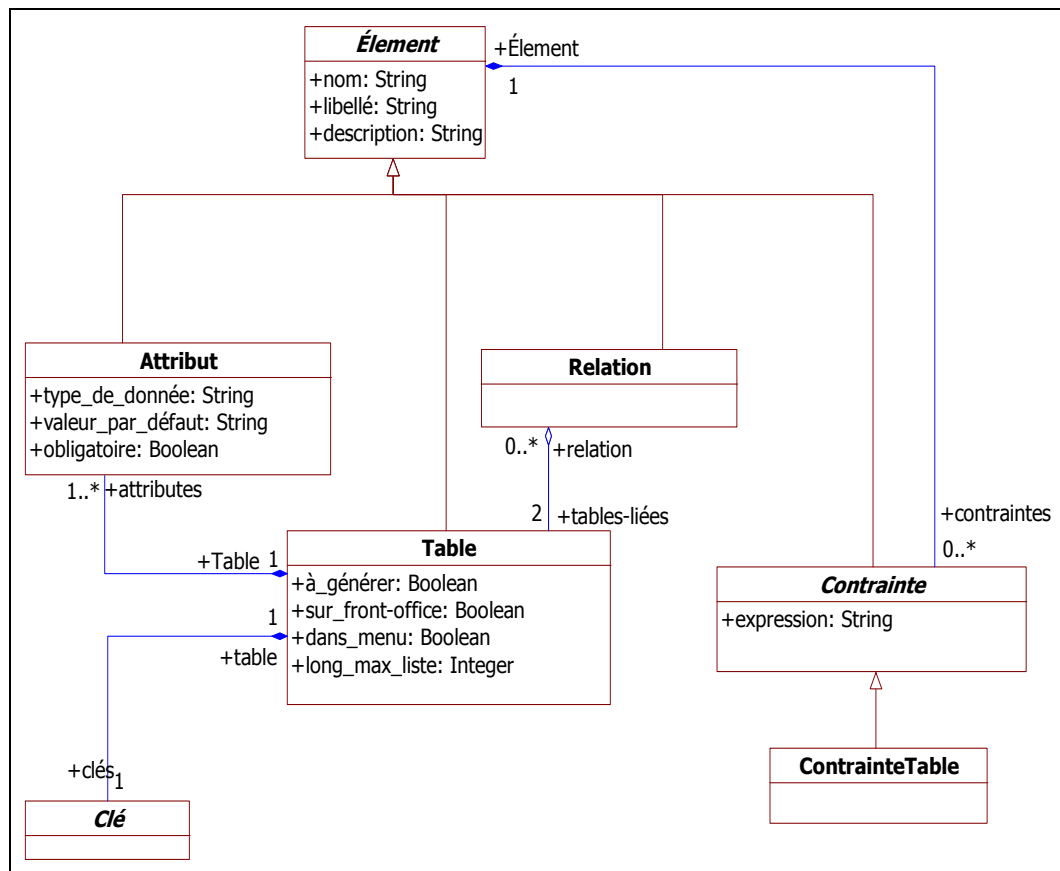 Élement
+nom: String
+libellé: String
+description: String
+Élement
1
Attribut
+type_de_donnée: String
+valeur_par_défaut: String
+obligatoire: Boolean
1..* +attributes
Relation
0..* +relation
2 +tables-liées
+contraintes
0..*
+Table 1
Table
+à_générer: Boolean
+sur_front-office: Boolean
+dans_menu: Boolean
+long_max_liste: Integer
1
+table
Contrainte
+expression: String
ContrainteTable
+clés 1
Clé